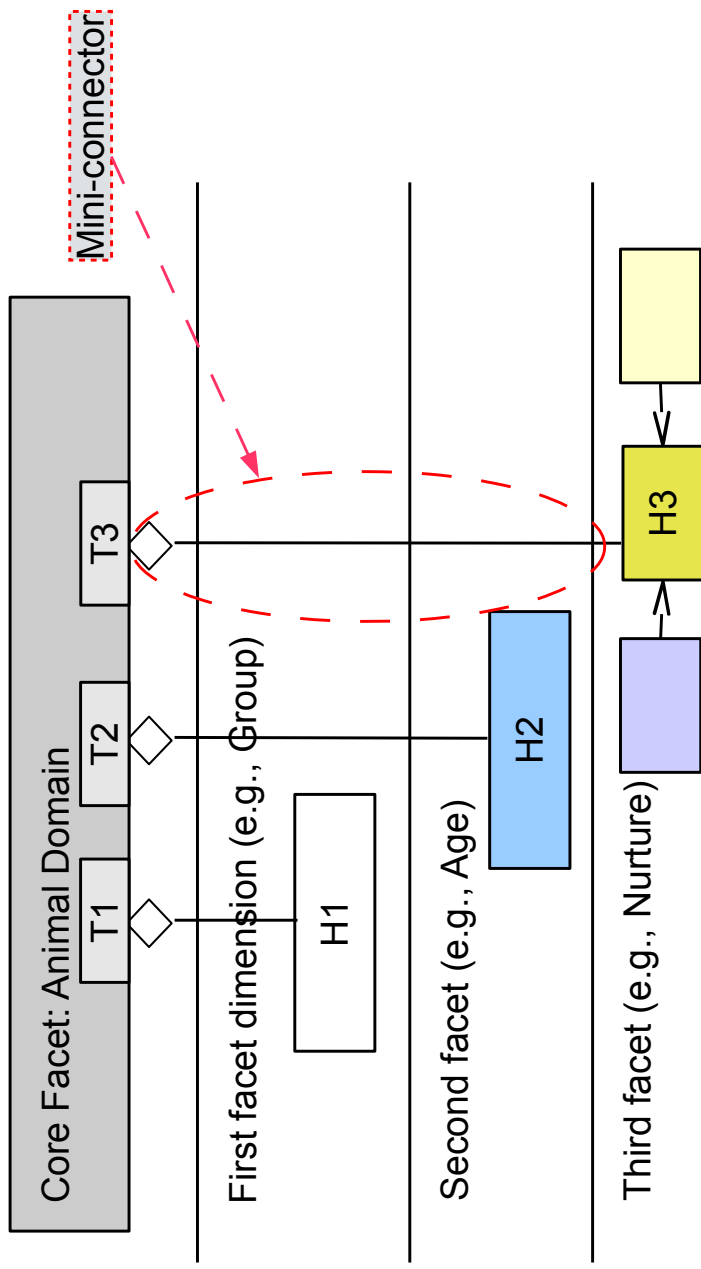 Mini-connector
Core Facet: Animal Domain
T1
T2
T3
First facet dimension (e.g., Group)
H1
Second facet (e.g., Age)
H2
Third facet (e.g., Nurture)
H3